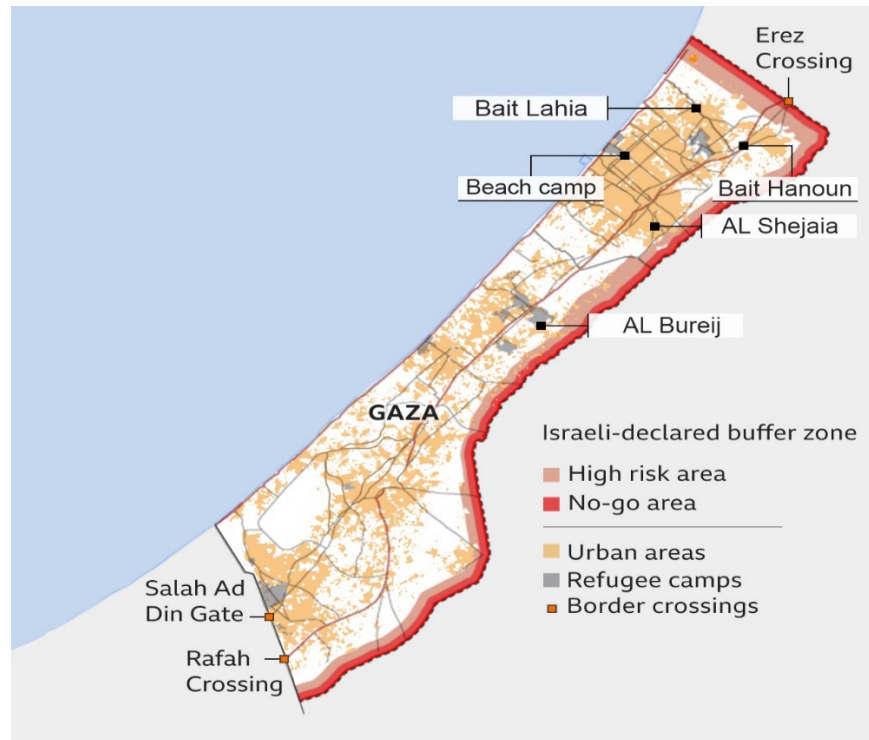 Erez
Crossing
Bait Lahia
Beach camp
Bait Hanoun
AL Shejaia
AL Bureij
GAZA
Israeli-declared buffer zone
High risk area
No-go area
Urban areas
Refugee camps
Border crossings
Salah Ad
Din Gate
Rafah
Crossing